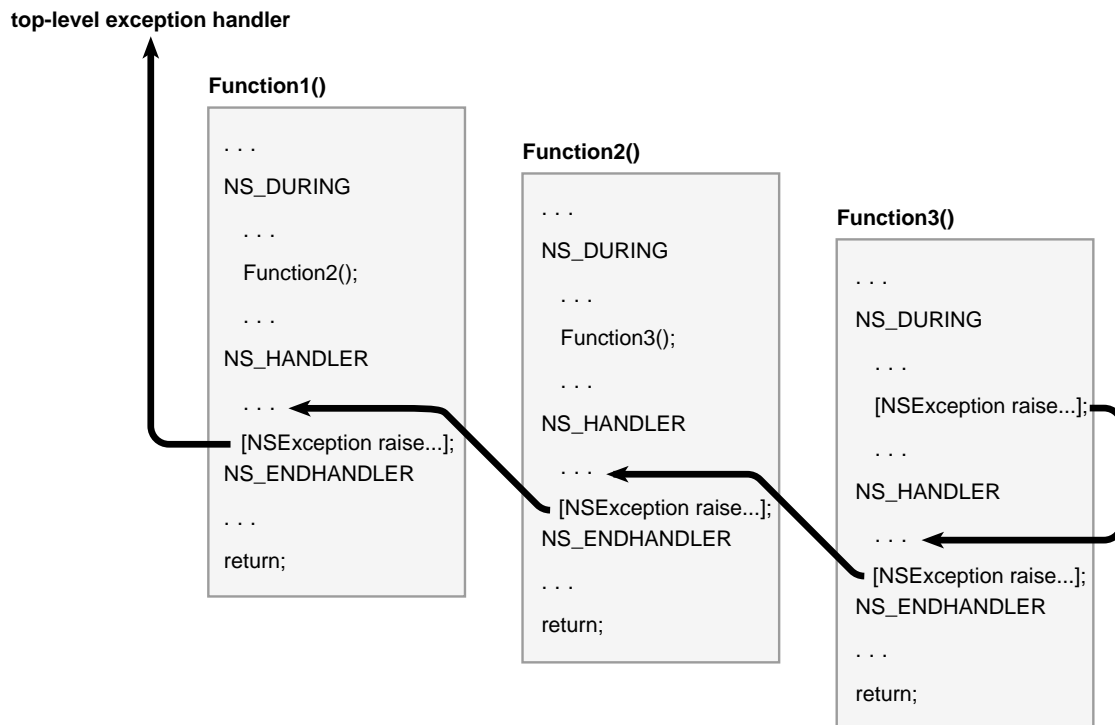 top-level exception handler
Function1()
. . .
NS_DURING
. . .
Function2();
. . .
NS_HANDLER
. . .
[NSException raise...];
NS_ENDHANDLER
. . .
return;
Function2()
. . .
NS_DURING
. . .
Function3();
. . .
NS_HANDLER
. . .
[NSException raise...];
NS_ENDHANDLER
. . .
return;
Function3()
. . .
NS_DURING
. . .
[NSException raise...];
. . .
NS_HANDLER
. . .
[NSException raise...];
NS_ENDHANDLER
. . .
return;